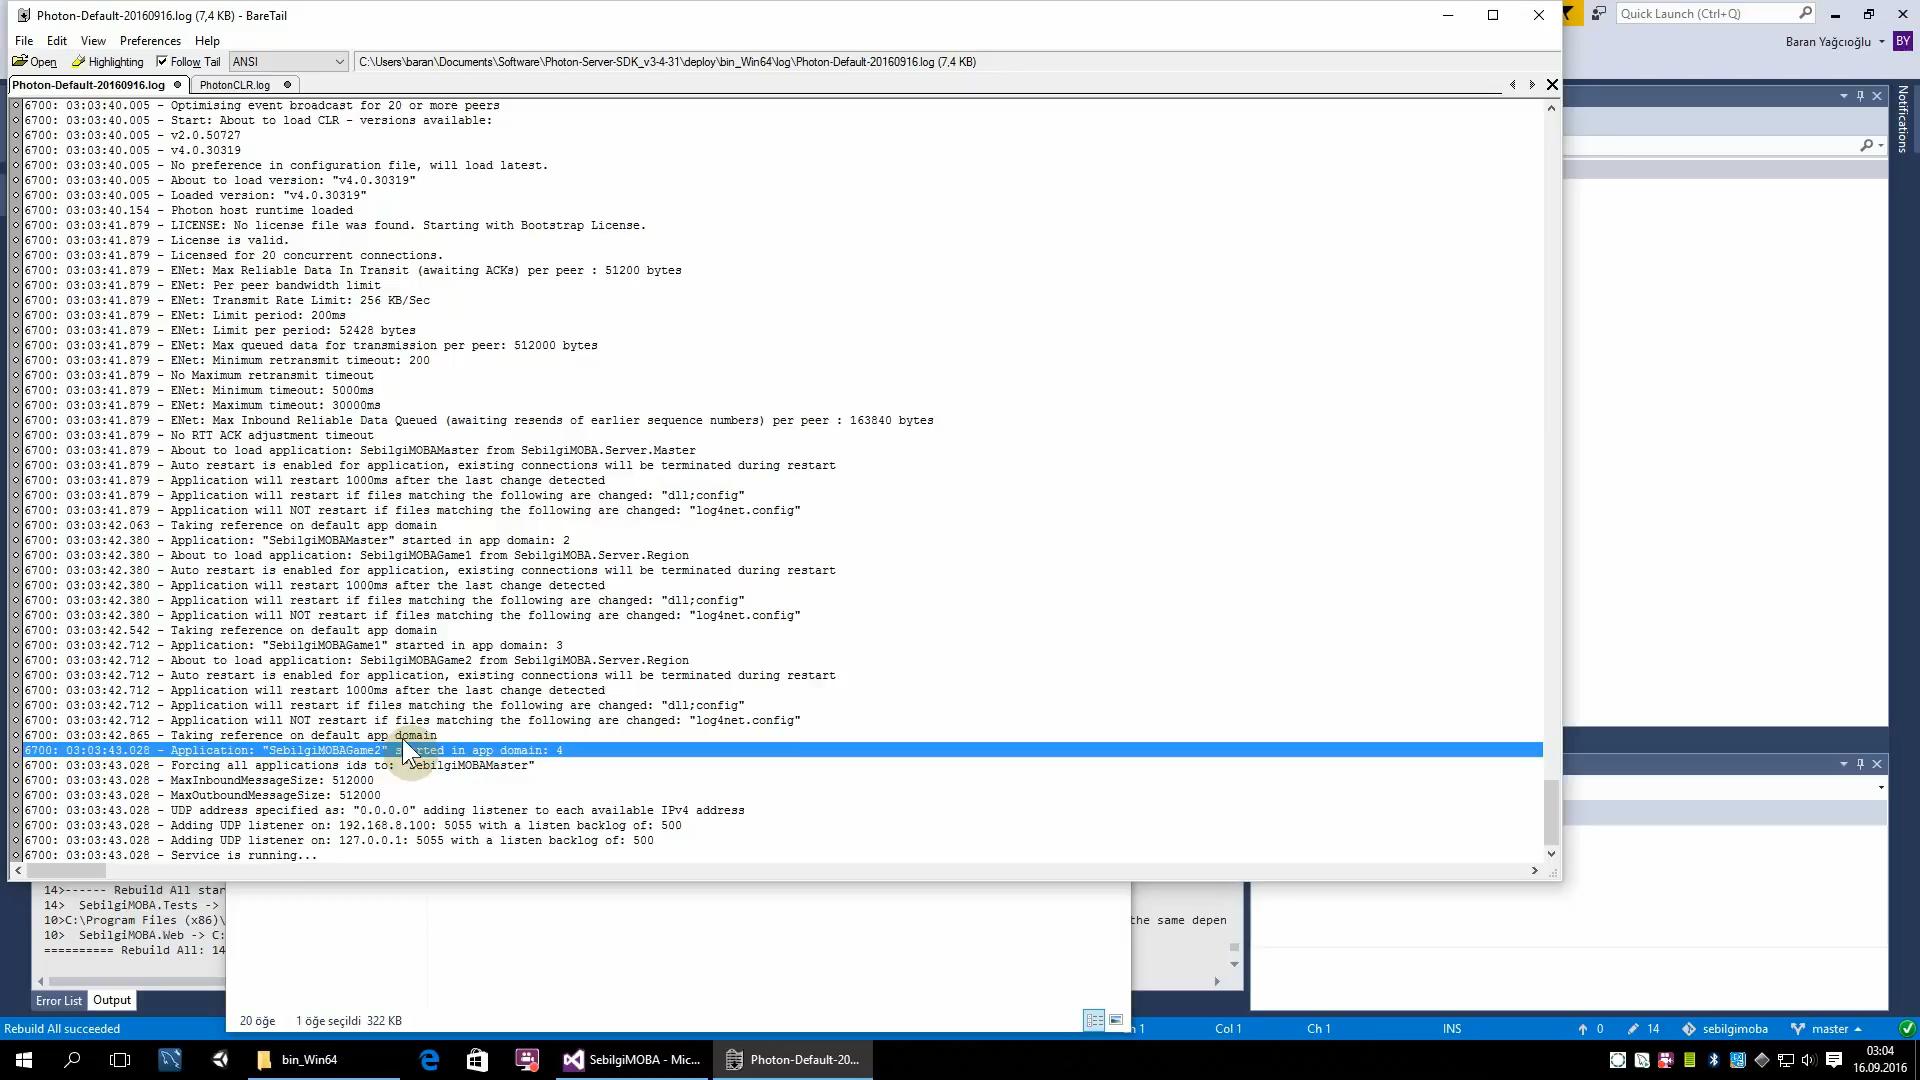 Photon-Default-20160916.log (7,4 KB) - BareTail
Quick Launch (Ctrl+Q)
File Edit View Preferences Help
Baran Yağcıoğlu BY
Open Highlighting Follow Tail ANSI C:\Users\baran\Documents\Software\Photon-Server-SDK_v3-4-31\deploy\bin_Win64\log\Photon-Default-20160916.log (7,4 KB)
Photon-Default-20160916.log PhotonCLR.log
Notifications
6700: 03:03:40.005 - Optimising event broadcast for 20 or more peers
6700: 03:03:40.005 - Start: About to load CLR - versions available:
6700: 03:03:40.005 - v2.0.50727
6700: 03:03:40.005 - v4.0.30319
6700: 03:03:40.005 - No preference in configuration file, will load latest.
6700: 03:03:40.005 - About to load version: "v4.0.30319"
6700: 03:03:40.005 - Loaded version: "v4.0.30319"
6700: 03:03:40.154 - Photon host runtime loaded
6700: 03:03:41.879 - LICENSE: No license file was found. Starting with Bootstrap License.
6700: 03:03:41.879 - License is valid.
6700: 03:03:41.879 - Licensed for 20 concurrent connections.
6700: 03:03:41.879 - ENet: Max Reliable Data In Transit (awaiting ACKs) per peer : 51200 bytes
6700: 03:03:41.879 - ENet: Per peer bandwidth limit
6700: 03:03:41.879 - ENet: Transmit Rate Limit: 256 KB/Sec
6700: 03:03:41.879 - ENet: Limit period: 200ms
6700: 03:03:41.879 - ENet: Limit per period: 52428 bytes
6700: 03:03:41.879 - ENet: Max queued data for transmission per peer: 512000 bytes
6700: 03:03:41.879 - ENet: Minimum retransmit timeout: 200
6700: 03:03:41.879 - No Maximum retransmit timeout
6700: 03:03:41.879 - ENet: Minimum timeout: 5000ms
6700: 03:03:41.879 - ENet: Maximum timeout: 30000ms
6700: 03:03:41.879 - ENet: Max Inbound Reliable Data Queued (awaiting resends of earlier sequence numbers) per peer : 163840 bytes
6700: 03:03:41.879 - No RTT ACK adjustment timeout
6700: 03:03:41.879 - About to load application: SebilgiMOBAMaster from SebilgiMOBA.Server.Master
6700: 03:03:41.879 - Auto restart is enabled for application, existing connections will be terminated during restart
6700: 03:03:41.879 - Application will restart 1000ms after the last change detected
6700: 03:03:41.879 - Application will restart if files matching the following are changed: "dll;config"
6700: 03:03:41.879 - Application will NOT restart if files matching the following are changed: "log4net.config"
6700: 03:03:42.063 - Taking reference on default app domain
6700: 03:03:42.380 - Application: "SebilgiMOBAMaster" started in app domain: 2
6700: 03:03:42.380 - About to load application: SebilgiMOBAGame1 from SebilgiMOBA.Server.Region
6700: 03:03:42.380 - Auto restart is enabled for application, existing connections will be terminated during restart
6700: 03:03:42.380 - Application will restart 1000ms after the last change detected
6700: 03:03:42.380 - Application will restart if files matching the following are changed: "dll;config"
6700: 03:03:42.380 - Application will NOT restart if files matching the following are changed: "log4net.config"
6700: 03:03:42.542 - Taking reference on default app domain
6700: 03:03:42.712 - Application: "SebilgiMOBAGame1" started in app domain: 3
6700: 03:03:42.712 - About to load application: SebilgiMOBAGame2 from SebilgiMOBA.Server.Region
6700: 03:03:42.712 - Auto restart is enabled for application, existing connections will be terminated during restart
6700: 03:03:42.712 - Application will restart 1000ms after the last change detected
6700: 03:03:42.712 - Application will restart if files matching the following are changed: "dll;config"
6700: 03:03:42.712 - Application will NOT restart if files matching the following are changed: "log4net.config"
6700: 03:03:42.865 - Taking reference on default app domain
6700: 03:03:43.028 - Application: "SebilgiMOBAGame2" started in app domain: 4
6700: 03:03:43.028 - Forcing all applications ids to: "SebilgiMOBAMaster"
6700: 03:03:43.028 - MaxInboundMessageSize: 512000
6700: 03:03:43.028 - MaxOutboundMessageSize: 512000
6700: 03:03:43.028 - UDP address specified as: "0.0.0.0" adding listener to each available IPv4 address
6700: 03:03:43.028 - Adding UDP listener on: 192.168.8.100: 5055 with a listen backlog of: 500
6700: 03:03:43.028 - Adding UDP listener on: 127.0.0.1: 5055 with a listen backlog of: 500
6700: 03:03:43.028 - Service is running...
14>------ Rebuild All star
14> SebilgiMOBA.Tests ->
10>C:\Program Files (x86)\ the same depen
10> SebilgiMOBA.Web -> C:
========== Rebuild All: 14
Error List Output
20 öğe 1 öğe seçildi 322 KB
Rebuild All succeeded n 1 Col 1 Ch 1 INS 0 14 sebilgimoba master
bin_Win64 SebilgiMOBA - Mic... Photon-Default-20...
03:04
16.09.2016